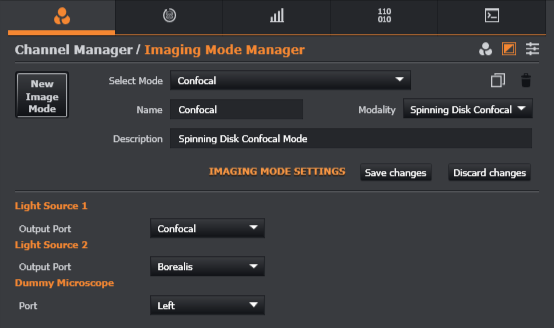 110
010
Channel Manager / Imaging Mode Manager
New
Image
Mode
Select Mode Confocal
Name Confocal Modality Spinning Disk Confocal
Description Spinning Disk Confocal Mode
IMAGING MODE SETTINGS Save changes Discard changes
Light Source 1
Output Port Confocal
Light Source 2
Output Port Borealis
Dummy Microscope
Port Left